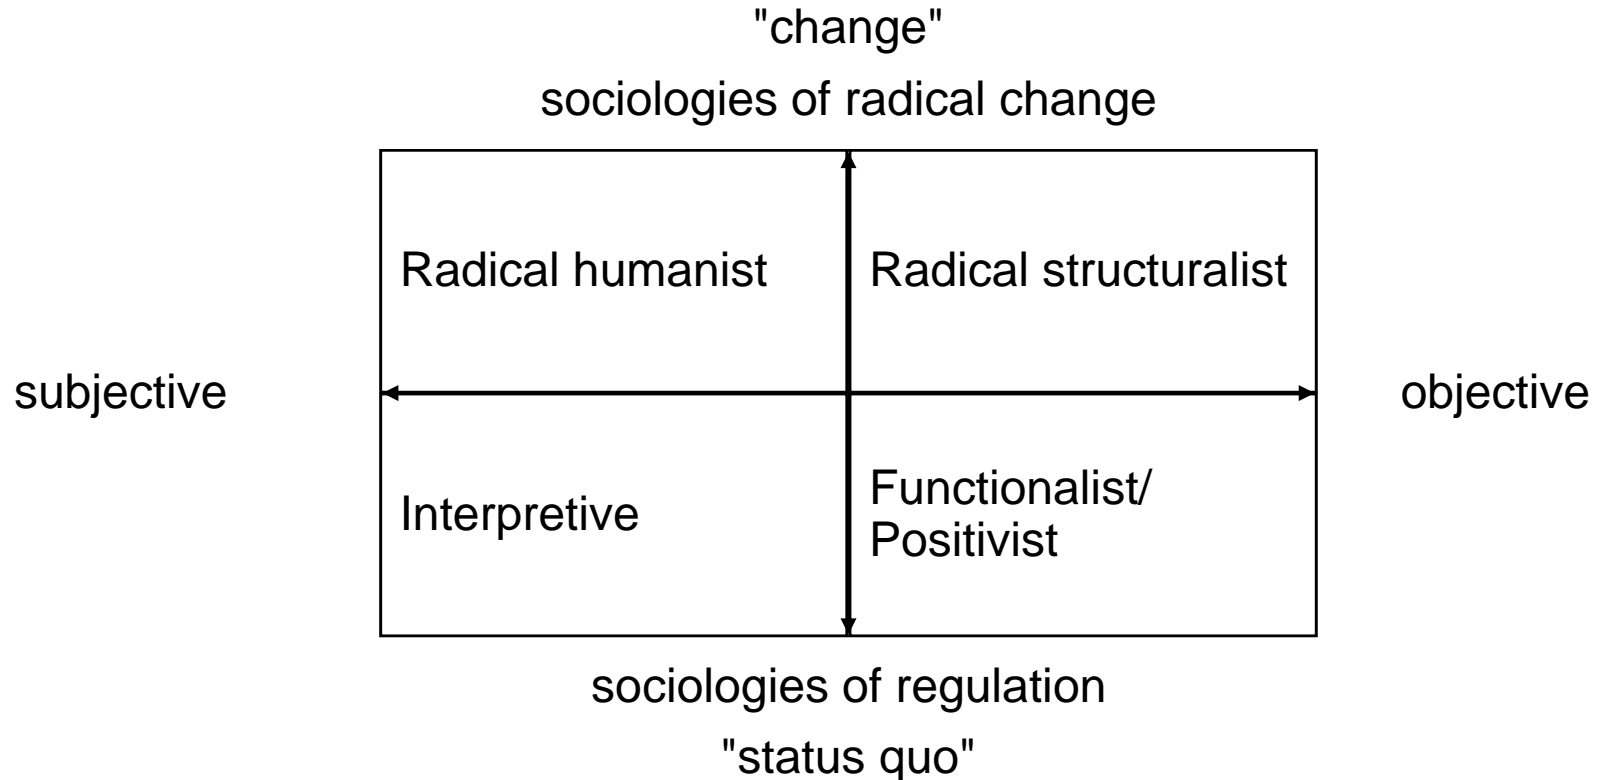 "change"
sociologies of radical change
Radical humanist
Radical structuralist
subjective
objective
Interpretive
Functionalist/
Positivist
sociologies of regulation
"status quo"